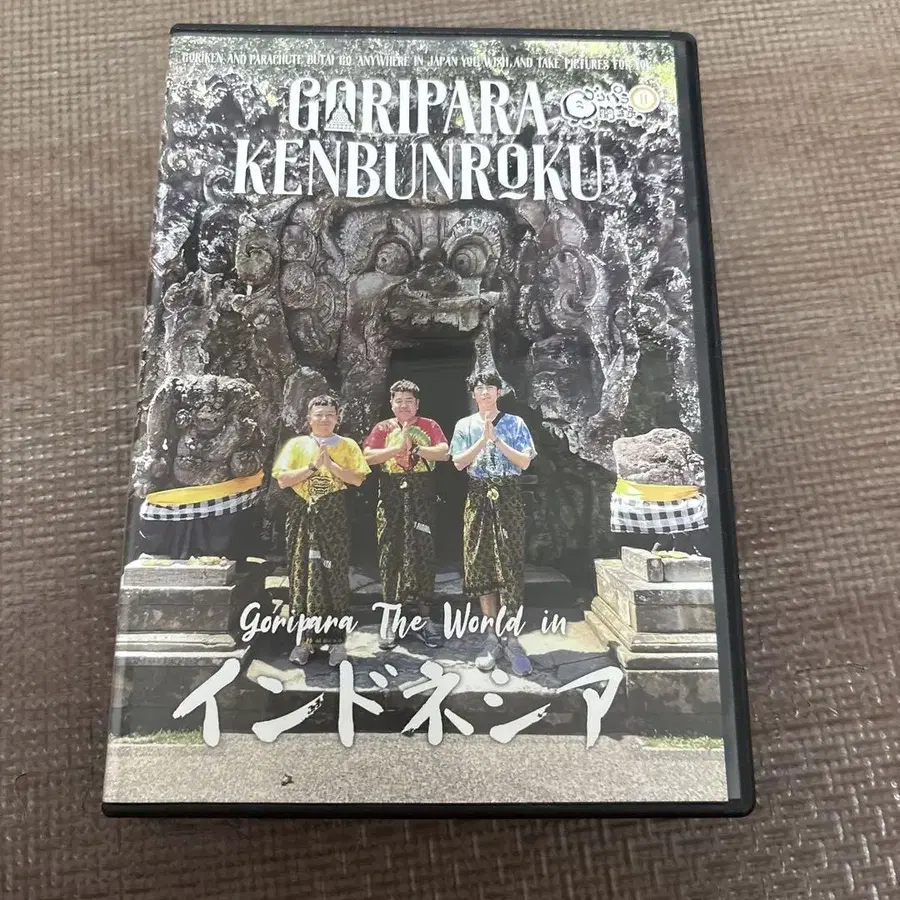 GORIKEN AND PARACHUTE BUTAI GO ANYWHERE IN JAPAN YOU WISH, AND TAKE PICTURES FOR YOU
GORIPARA
KENBUNROKU
Goripara The World in
インドネシア